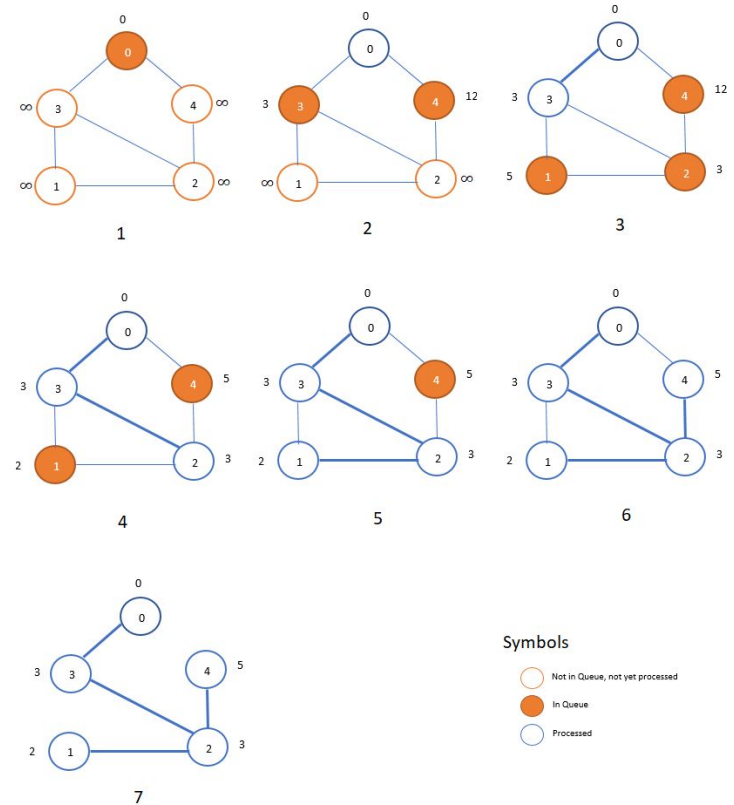 0 0 0
0 0 0
∞ 3 4 ∞ 3 3 4 12 3 3 4 12
∞ 1 2 ∞ ∞ 1 2 ∞ 5 1 2 3
1 2 3
0 0 0
0 0 0
3 3 4 5 3 3 4 5 3 3 4 5
2 1 2 3 2 1 2 3 2 1 2 3
4 5 6
0
0
3 3 4 5
2 1 2 3
7
Symbols
Not in Queue, not yet processed
In Queue
Processed